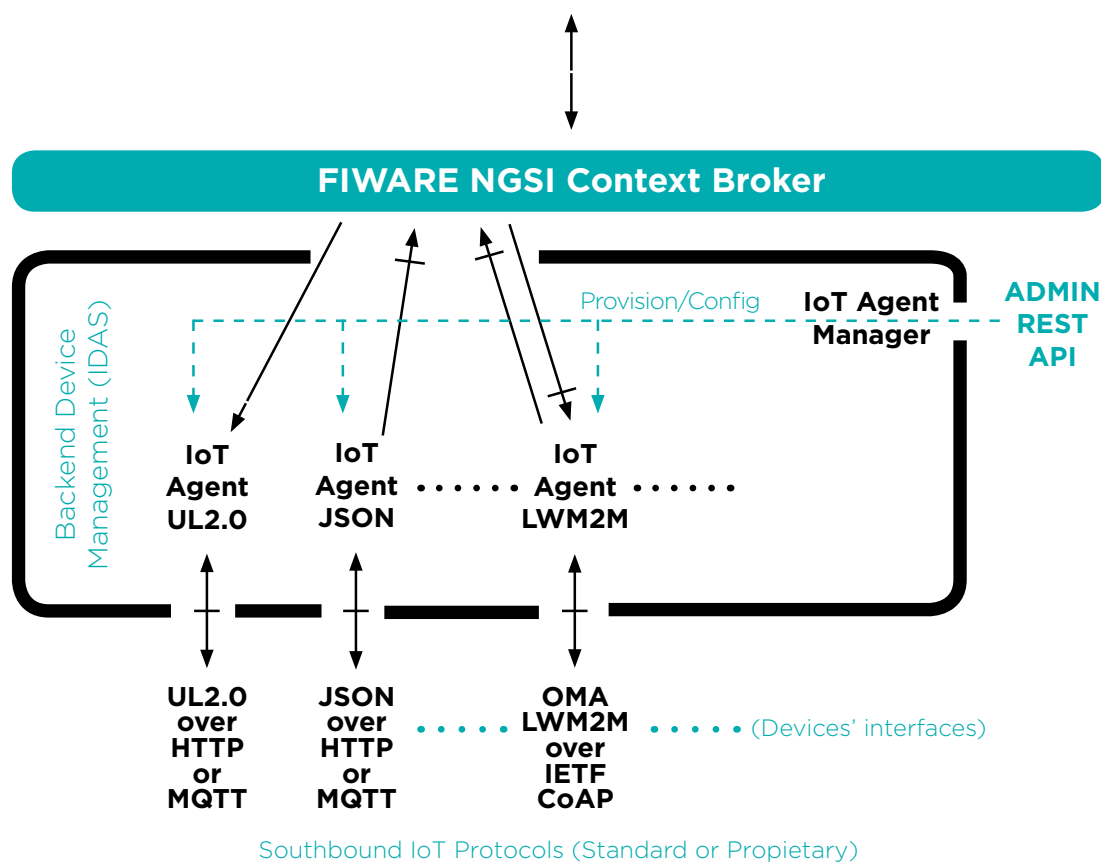 FIWARE NGSI Context Broker
Provision/Config
IoT Agent
Manager
ADMIN
REST
API
Backend Device
Management (IDAS)
IoT
Agent
UL2.0
IoT
Agent
JSON
IoT
Agent
LWM2M
UL2.0
over
HTTP
or
MQTT
JSON
over
HTTP
or
MQTT
OMA
LWM2M
over
IETF
CoAP
(Devices' interfaces)
Southbound IoT Protocols (Standard or Propietary)